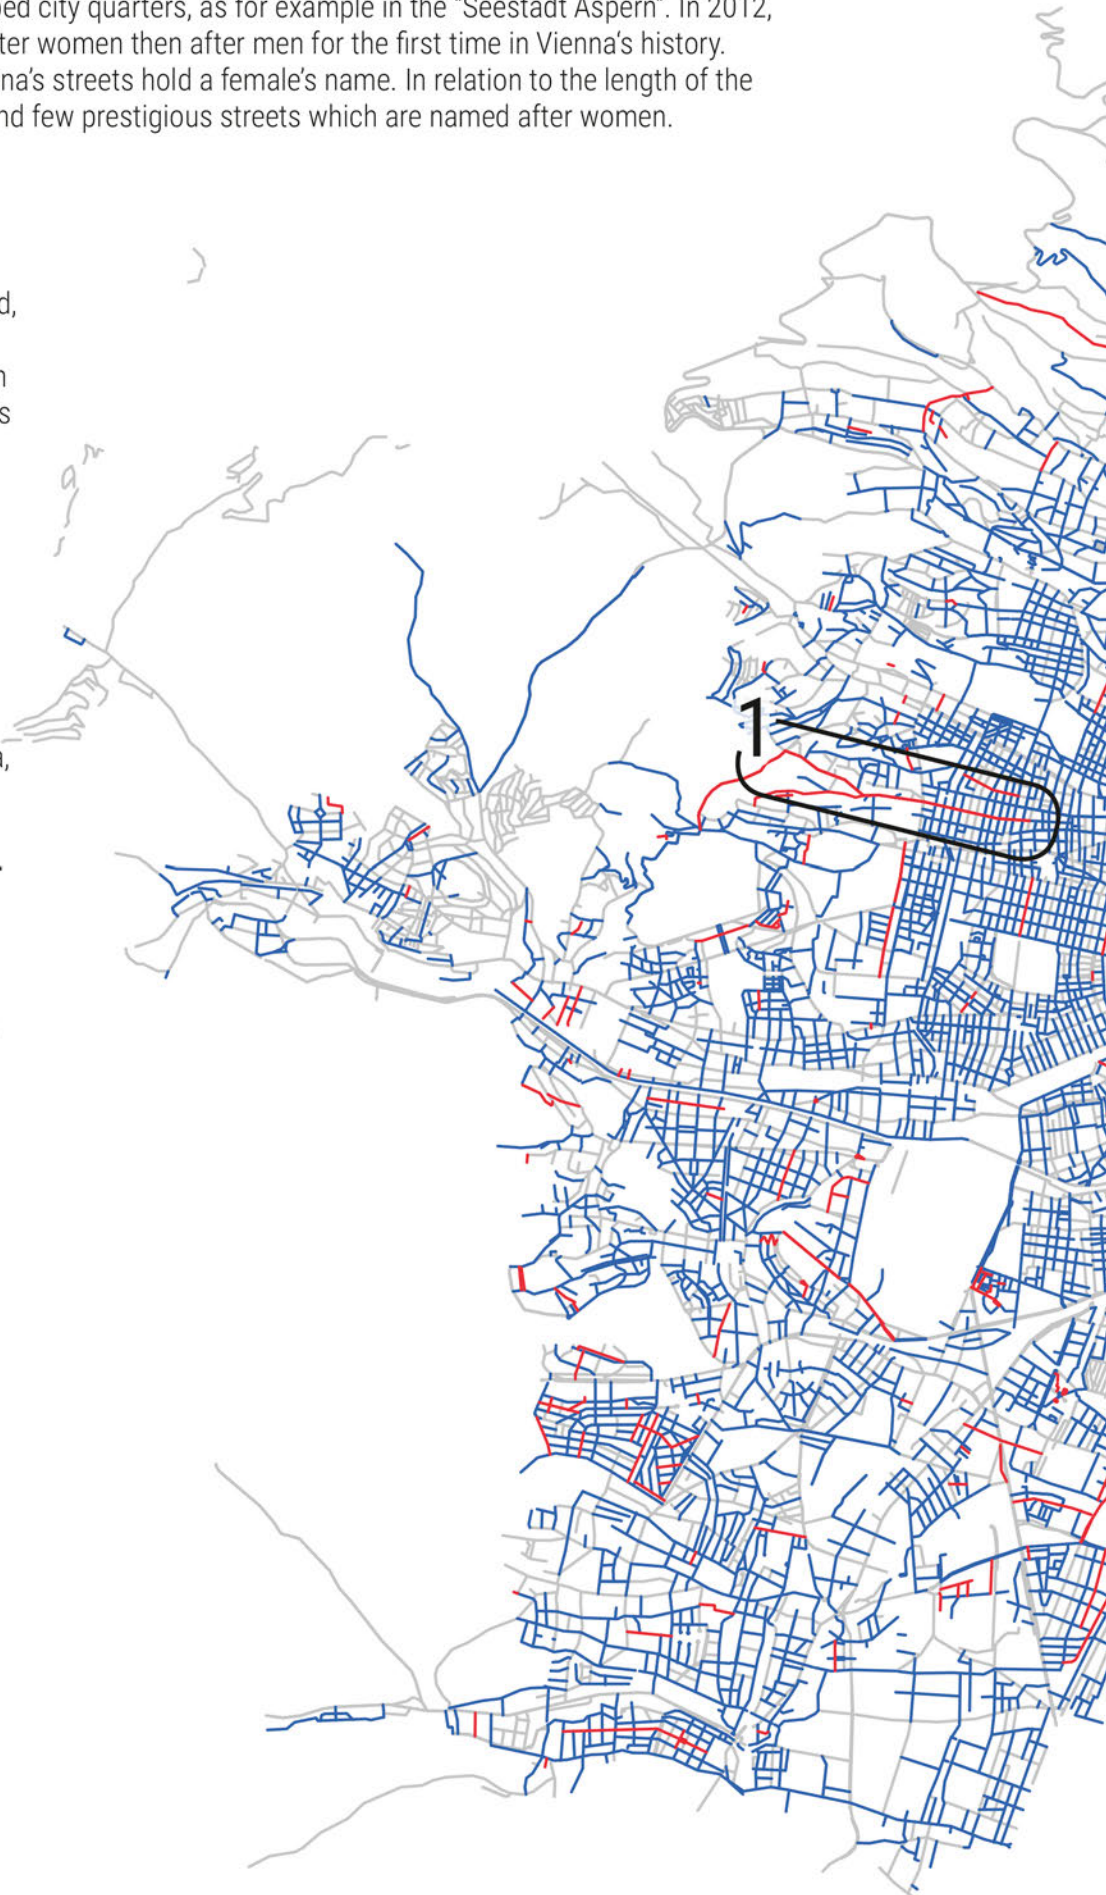 ped city quarters, as for example in the "Seestadt Aspern". In 2012,
ter women then after men for the first time in Vienna's history.
na's streets hold a female's name. In relation to the length of the
nd few prestigious streets which are named after women.
d,
n
s
a,
1